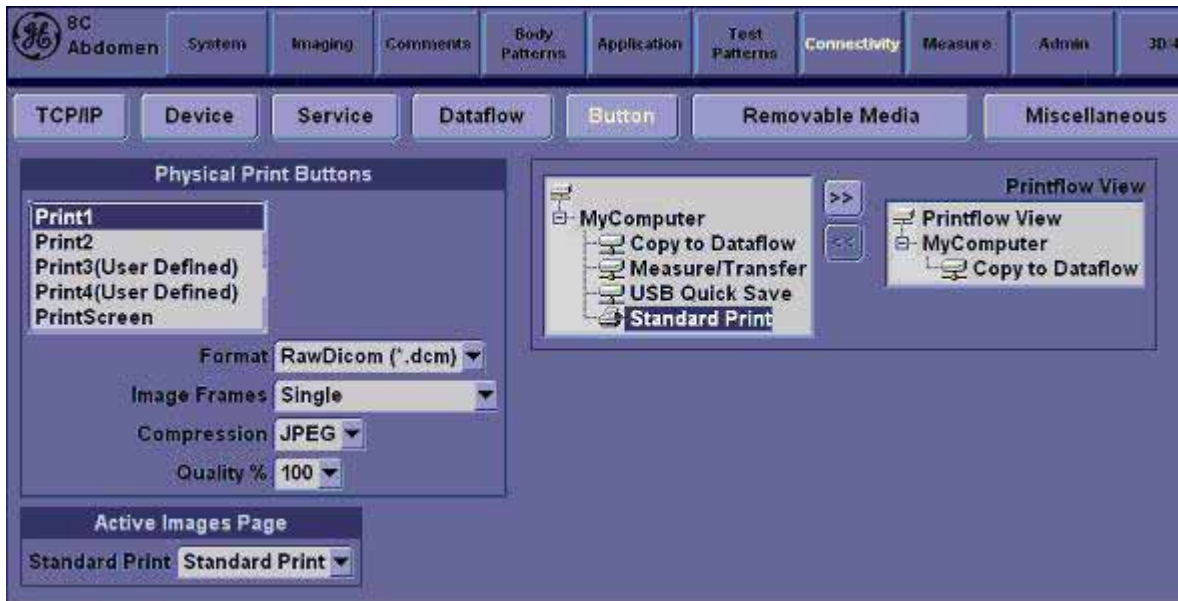 8C
Abdomen
System
Imaging
Comments
Body
Patterns
Application
Test
Patterns
Connectivity
Measure
Admin
3D/4
TCP/IP
Device
Service
Dataflow
Button
Removable Media
Miscellaneous
Physical Print Buttons
Print1
Print2
Print3(User Defined)
Print4(User Defined)
PrintScreen
Format RawDicom (*.dcm)
Image Frames Single
Compression JPEG
Quality % 100
MyComputer
Copy to Dataflow
Measure/Transfer
USB Quick Save
Standard Print
>>
<<
Printflow View
Printflow View
MyComputer
Copy to Dataflow
Active Images Page
Standard Print Standard Print